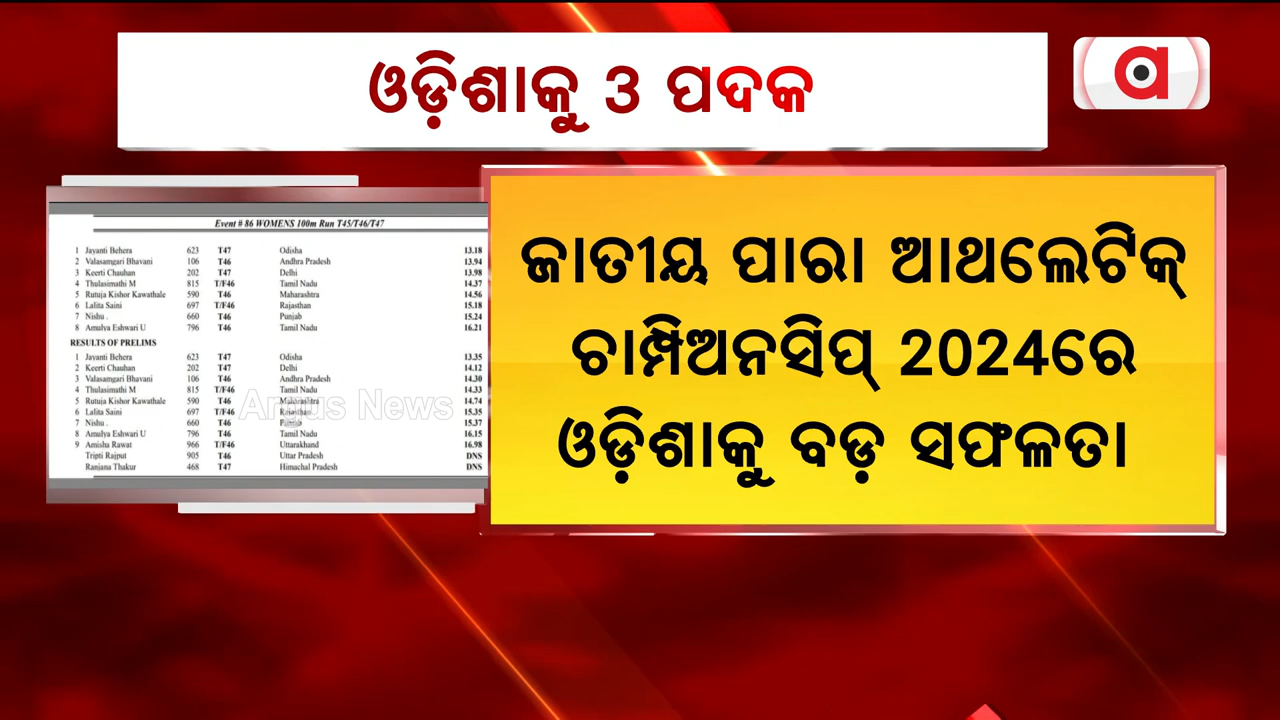 ଓଡ଼ିଶାକୁ 3 ପଦକ
a
Event # 86 WOMENS 100m Run T45/T46/T47
1 Jayanti Behera 623 T47 Odisha 13.18
2 Valasamgari Bhavani 106 T46 Andhra Pradesh 13.94
3 Keerti Chauhan 202 T47 Delhi 13.98
4 Thulasimathi M 815 T/F46 Tamil Nadu 14.37
5 Rutuja Kishor Kawathale 590 T46 Maharashtra 14.56
6 Lalita Saini 697 T/F46 Rajasthan 15.18
7 Nishu . 660 T46 Punjab 15.24
8 Amulya Eshwari U 796 T46 Tamil Nadu 16.21
RESULTS OF PRELIMS
1 Jayanti Behera 623 T47 Odisha 13.35
2 Keerti Chauhan 202 T47 Delhi 14.12
3 Valasamgari Bhavani 106 T46 Andhra Pradesh 14.30
4 Thulasimathi M 815 T/F46 Tamil Nadu 14.33
5 Rutuja Kishor Kawathale 590 T46 Maharashtra 14.74
6 Lalita Saini 697 T/F46 Rajasthan 15.35
7 Nishu . 660 T46 Punjab 15.37
8 Amulya Eshwari U 796 T/F46 Tamil Nadu 16.15
9 Amisha Rawat 966 T/F46 Uttarakhand 16.98
Tripti Rajput 905 T46 Uttar Pradesh DNS
Ranjana Thakur 468 T47 Himachal Pradesh DNS
Argus News
ଜାତୀୟ ପାରା ଆଥଲେଟିକ୍
ଚାମ୍ପିଅନସିପ୍ 2024ରେ
ଓଡ଼ିଶାକୁ ବଡ଼ ସଫଳତା